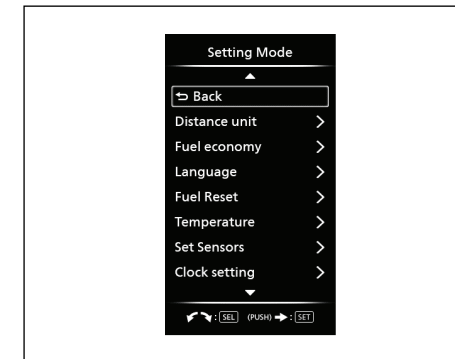 Setting Mode
Back
Distance unit
Fuel economy
Language
Fuel Reset
Temperature
Set Sensors
Clock setting
: SEL (PUSH) : SET